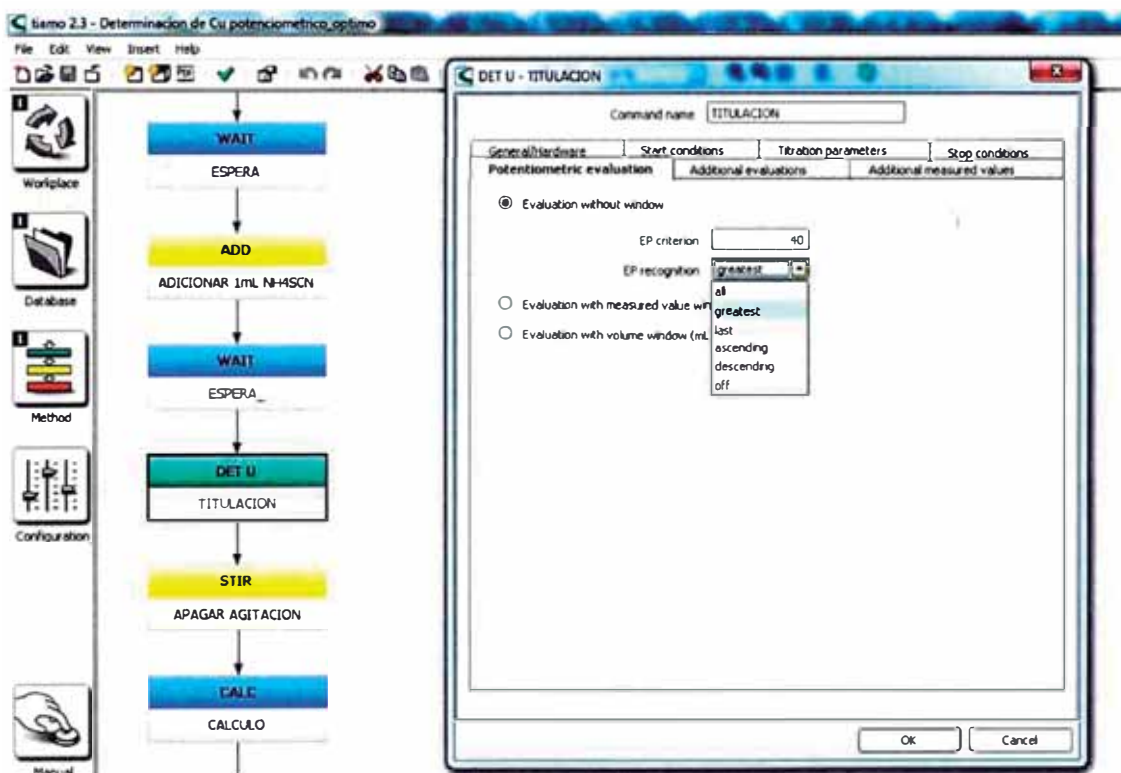 tiamo 2.3 - Determinacion de Cu potenciometrico_optimo
File Edit View Insert Help
Workplace
Database
Method
Configuration
Manual
WAIT
ESPERA
ADD
ADICIONAR 1mL NH4SCN
WAIT
ESPERA_
DET U
TITULACION
STIR
APAGAR AGITACION
CALC
CALCULO
DET U - TITULACION
Command name TITULACION
General/Hardware Start conditions Titration parameters Stop conditions
Potentiometric evaluation Additional evaluations Additional measured values
Evaluation without window
EP criterion 40
EP recognition greatest
all
greatest
last
ascending
descending
off
Evaluation with measured value win
Evaluation with volume window (mL
OK Cancel